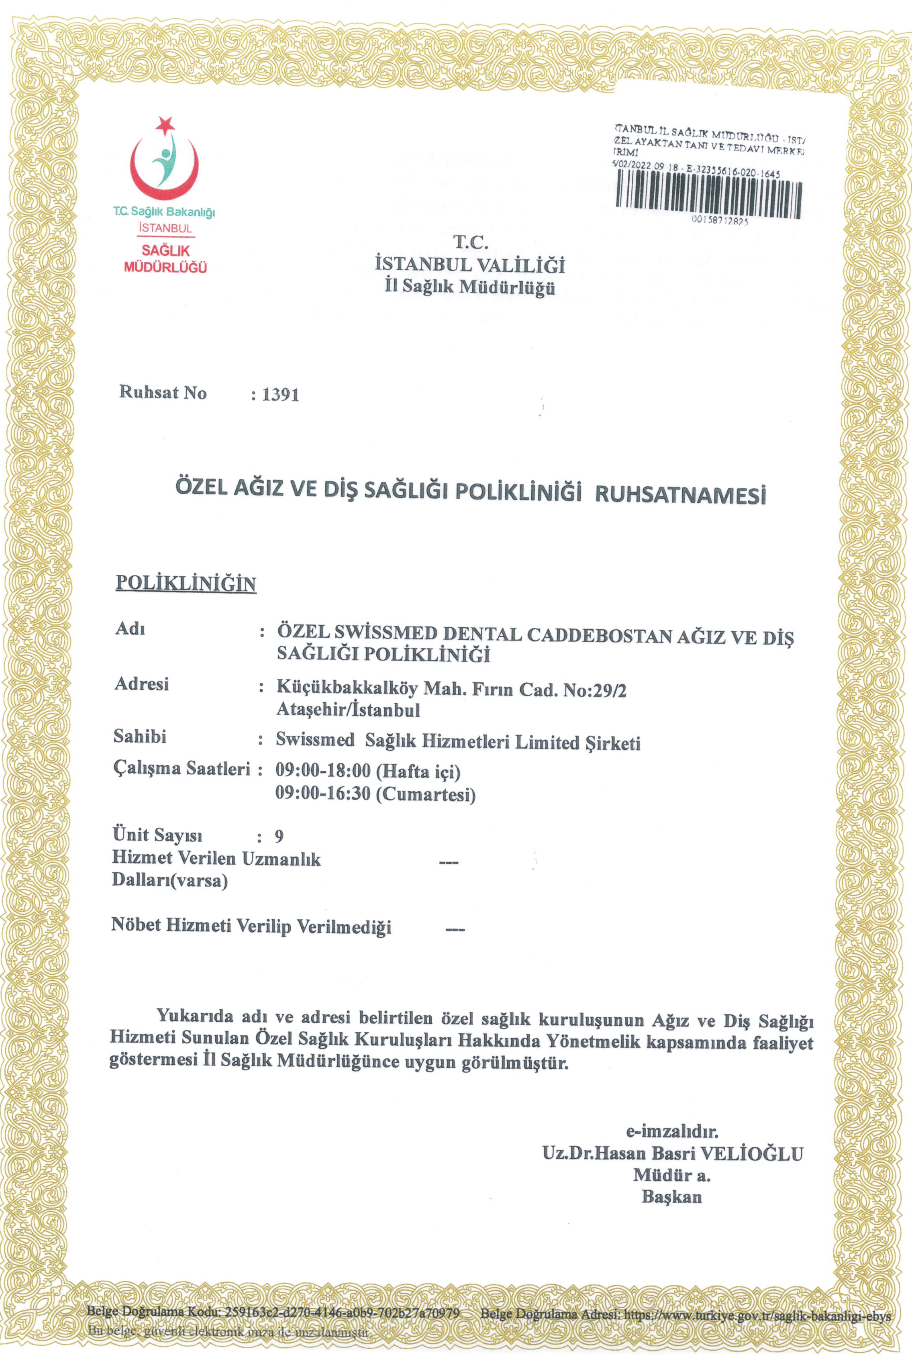 T.C. Sağlık Bakanlığı
İSTANBUL
SAĞLIK
MÜDÜRLÜĞÜ
TANBUL İL SAĞLIK MÜDÜRLÜĞÜ - İST
ZEL AYAKTAN TANI VE TEDAVİ MERKE
İRİMİ
/02/2022 09 18 - E-32355616-020-1645
00158712825
T.C.
İSTANBUL VALİLİĞİ
İl Sağlık Müdürlüğü
Ruhsat No : 1391
ÖZEL AĞIZ VE DİŞ SAĞLIĞI POLİKLİNİĞİ RUHSATNAMESİ
POLİKLİNİĞİN
Adı : ÖZEL SWİSSMED DENTAL CADDEBOSTAN AĞIZ VE DİŞ
SAĞLIĞI POLİKLİNİĞİ
Adresi : Küçükbakkalköy Mah. Fırın Cad. No:29/2
Ataşehir/İstanbul
Sahibi : Swissmed Sağlık Hizmetleri Limited Şirketi
Çalışma Saatleri : 09:00-18:00 (Hafta içi)
09:00-16:30 (Cumartesi)
Ünit Sayısı : 9
Hizmet Verilen Uzmanlık ---
Dalları(varsa)
Nöbet Hizmeti Verilip Verilmediği ---
Yukarıda adı ve adresi belirtilen özel sağlık kuruluşunun Ağız ve Diş Sağlığı
Hizmeti Sunulan Özel Sağlık Kuruluşları Hakkında Yönetmelik kapsamında faaliyet
göstermesi İl Sağlık Müdürlüğünce uygun görülmüştür.
e-imzalıdır.
Uz.Dr.Hasan Basri VELİOĞLU
Müdür a.
Başkan
Belge Doğrulama Kodu: 259163c2-d270-4146-a0b9-702b27a70979 Belge Doğrulama Adresi: https://www.turkiye.gov.tr/saglik-bakanligi-ebys
Bu belge, güvenli elektronik imza ile imzalanmıştır.